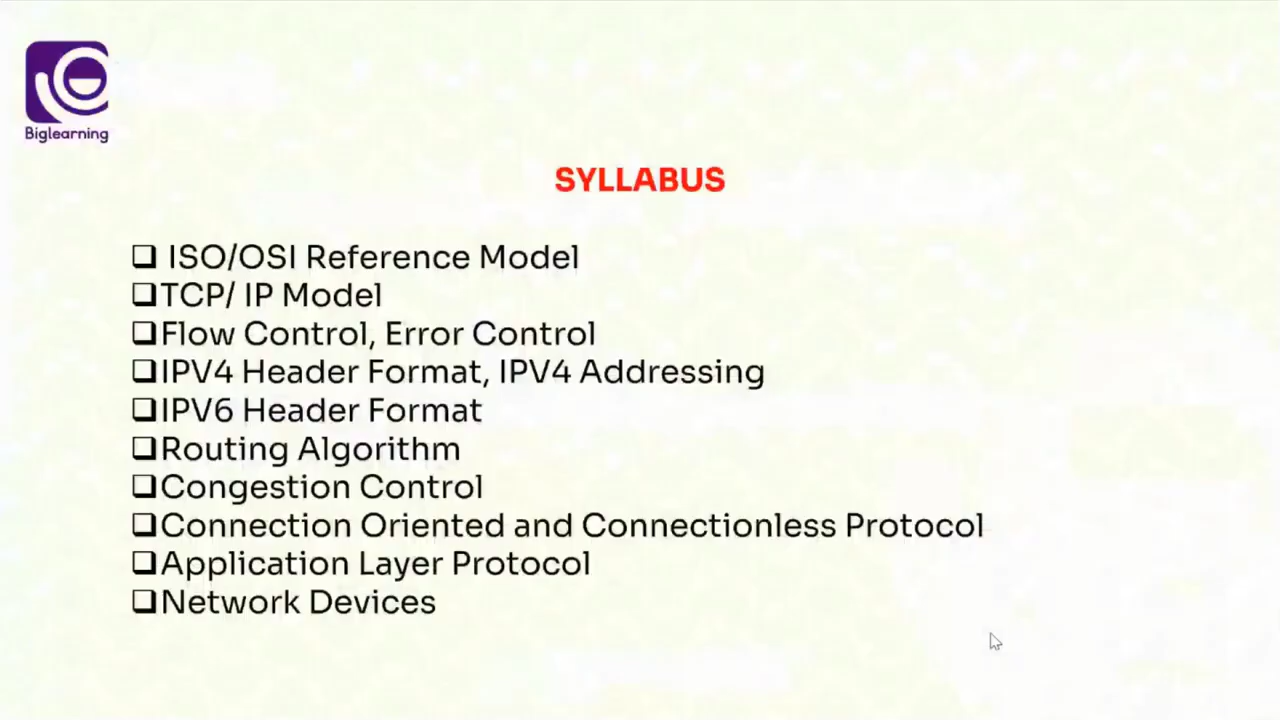 Biglearning
SYLLABUS
ISO/OSI Reference Model
TCP/ IP Model
Flow Control, Error Control
IPV4 Header Format, IPV4 Addressing
IPV6 Header Format
Routing Algorithm
Congestion Control
Connection Oriented and Connectionless Protocol
Application Layer Protocol
Network Devices